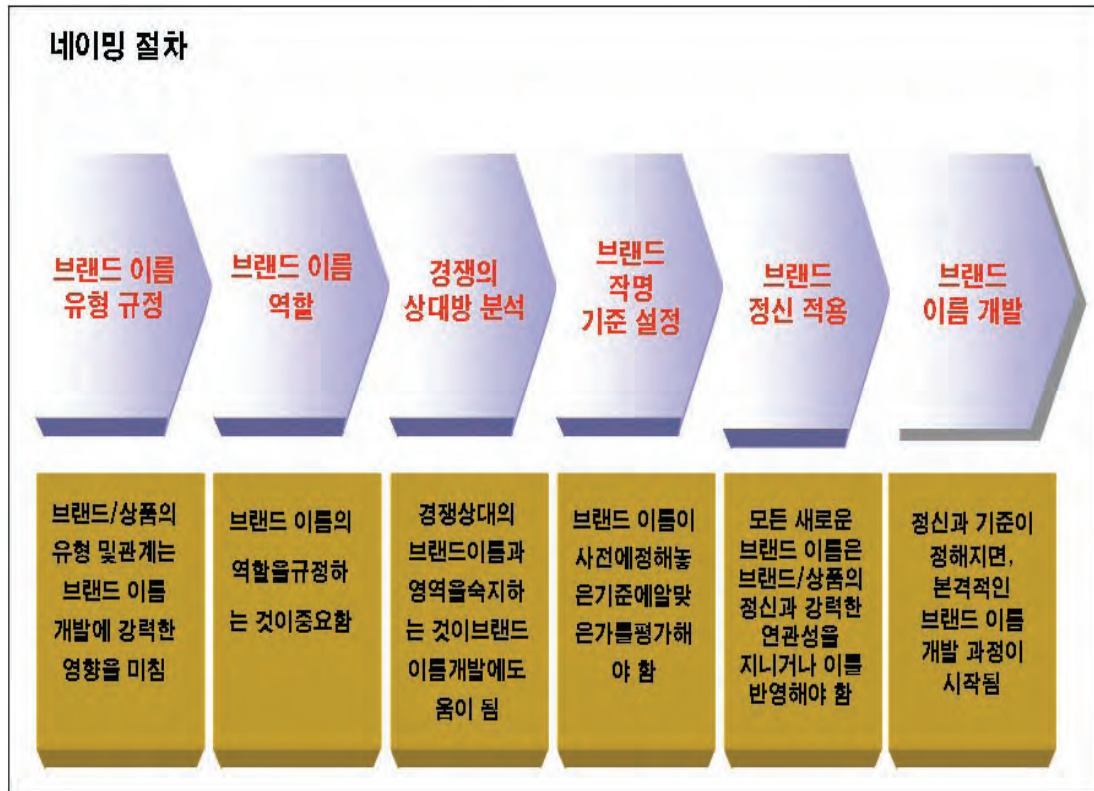 네이밍 절차
브랜드 이름
유형 규정
브랜드 이름
역할
경쟁의
상대방 분석
브랜드
작명
기준 설정
브랜드
정신 적용
브랜드
이름 개발
브랜드/상품의
유형 및관계는
브랜드 이름
개발에 강력한
영향을 미침
브랜드 이름의
역할을규정하
는 것이중요함
경쟁상대의
브랜드이름과
영역을숙지하
는 것이브랜드
이름개발에도
움이 됨
브랜드 이름이
사전에정해놓
은기준에알맞
은가를평가해
야 함
모든 새로운
브랜드 이름은
브랜드/상품의
정신과 강력한
연관성을
지니거나 이를
반영해야 함
정신과 기준이
정해지면,
본격적인
브랜드 이름
개발 과정이
시작됨